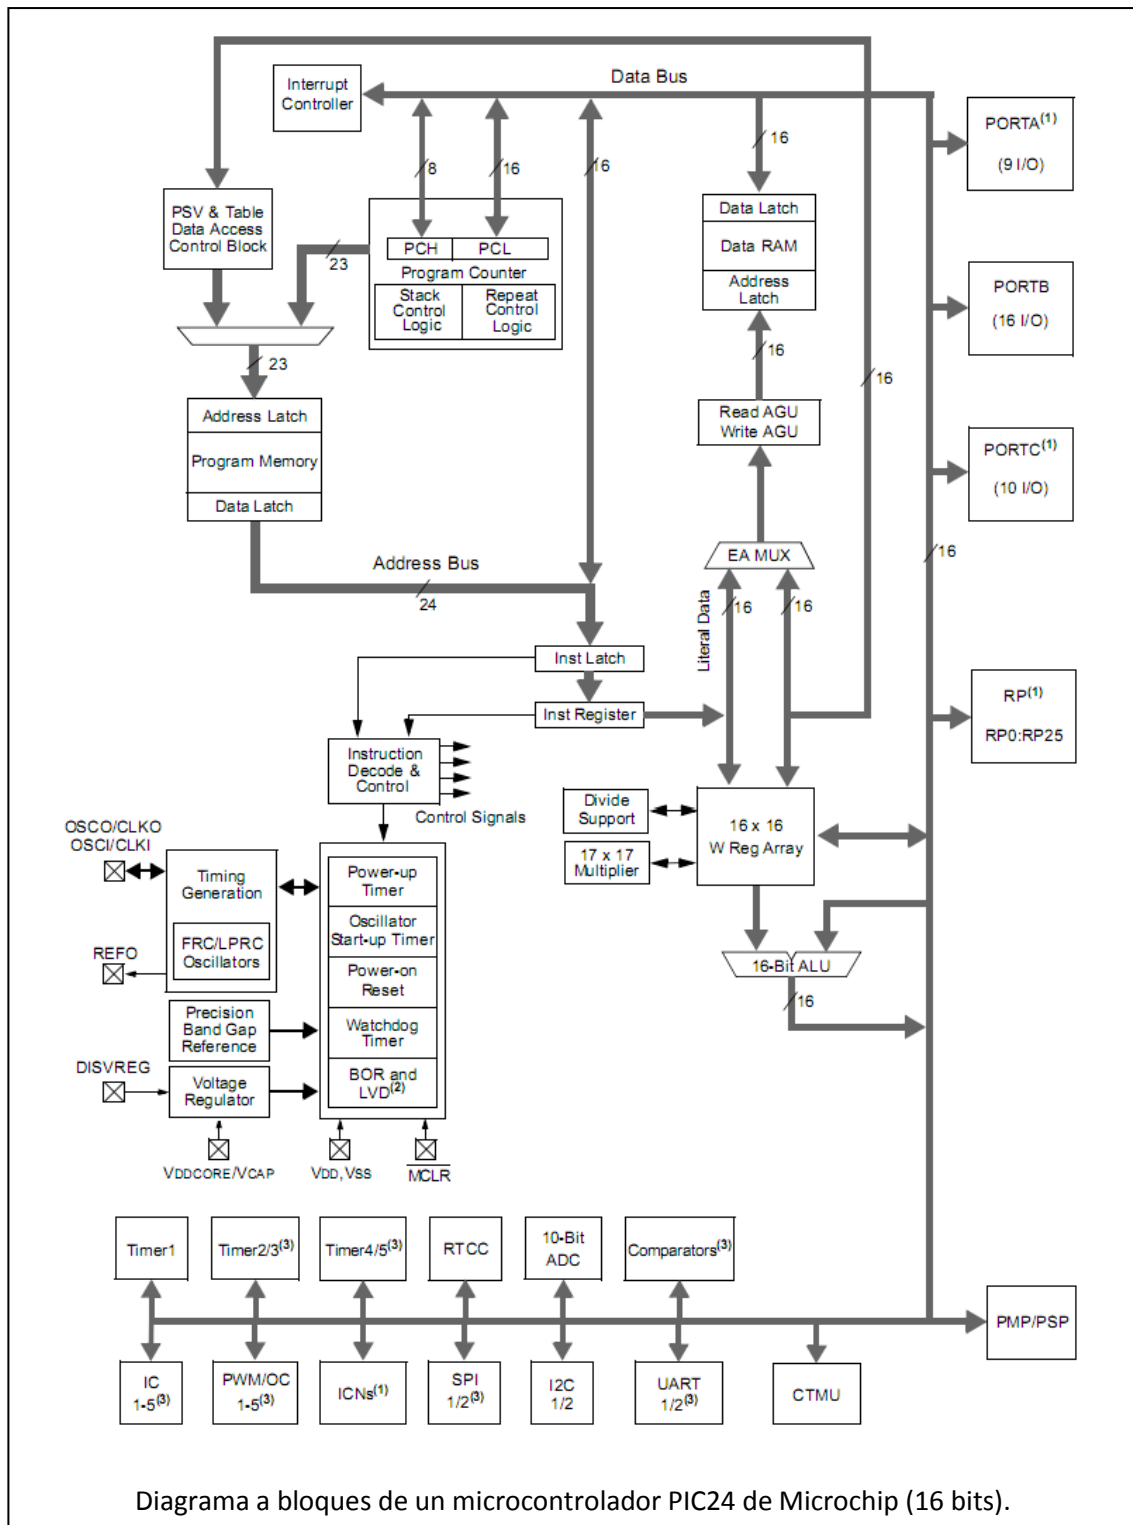 Data Bus
Interrupt
Controller
PORTA(1)
(9 I/O)
16
8
16
16
PSV & Table
Data Access
Control Block
23
PCH
PCL
Program Counter
Stack
Control
Logic
Repeat
Control
Logic
Data Latch
Data RAM
Address
Latch
PORTB
(16 I/O)
23
16
16
Address Latch
Program Memory
Data Latch
Read AGU
Write AGU
PORTC(1)
(10 I/O)
EA MUX
16
Address Bus
24
Literal Data
16
16
Inst Latch
Inst Register
RP(1)
RP0:RP25
Instruction
Decode &
Control
Control Signals
Divide
Support
16 x 16
W Reg Array
17 x 17
Multiplier
OSCO/CLKO
OSCI/CLKI
Timing
Generation
Power-up
Timer
FRC/LPRC
Oscillators
Oscillator
Start-up Timer
REFO
16-Bit ALU
16
Power-on
Reset
Precision
Band Gap
Reference
Watchdog
Timer
DISVREG
Voltage
Regulator
BOR and
LVD(2)
VDDCORE/VCAP
VDD, VSS
MCLR
Timer1
Timer2/3(3)
Timer4/5(3)
RTCC
10-Bit
ADC
Comparators(3)
PMP/PSP
IC
1-5(3)
PWM/OC
1-5(3)
ICNs(1)
SPI
1/2(3)
I2C
1/2
UART
1/2(3)
CTMU
Diagrama a bloques de un microcontrolador PIC24 de Microchip (16 bits).